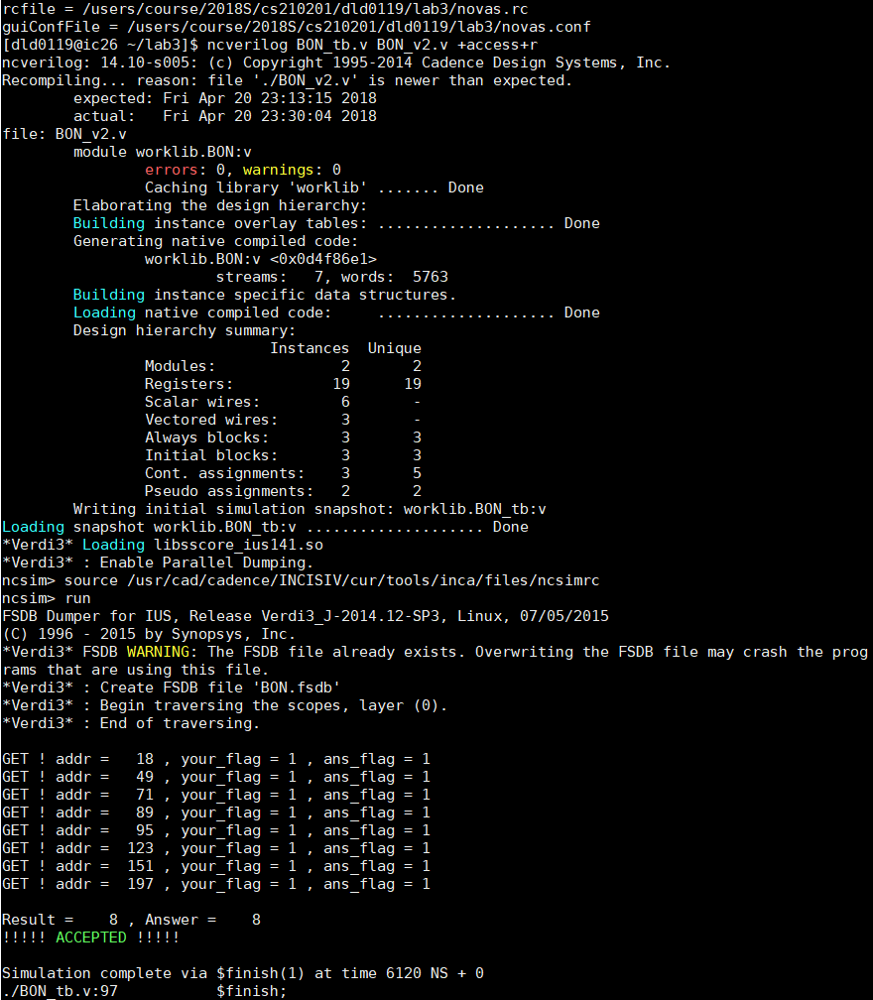 rcfile = /users/course/2018S/cs210201/dld0119/lab3/novas.rc
guiConfFile = /users/course/2018S/cs210201/dld0119/lab3/novas.conf
[dld0119@ic26 ~/lab3]$ ncverilog BON_tb.v BON_v2.v +access+r
ncverilog: 14.10-s005: (c) Copyright 1995-2014 Cadence Design Systems, Inc.
Recompiling... reason: file './BON_v2.v' is newer than expected.
        expected: Fri Apr 20 23:13:15 2018
        actual:   Fri Apr 20 23:30:04 2018
file: BON_v2.v
        module worklib.BON:v
                errors: 0, warnings: 0
                Caching library 'worklib' ....... Done
        Elaborating the design hierarchy:
        Building instance overlay tables: .................... Done
        Generating native compiled code:
                worklib.BON:v <0x0d4f86e1>
                        streams:   7, words:  5763
        Building instance specific data structures.
        Loading native compiled code:     .................... Done
        Design hierarchy summary:
                              Instances  Unique
                Modules:              2       2
                Registers:           19      19
                Scalar wires:         6       -
                Vectored wires:       3       -
                Always blocks:        3       3
                Initial blocks:       3       3
                Cont. assignments:    3       5
                Pseudo assignments:   2       2
        Writing initial simulation snapshot: worklib.BON_tb:v
Loading snapshot worklib.BON_tb:v .................... Done
*Verdi3* Loading libsscore_ius141.so
*Verdi3* : Enable Parallel Dumping.
ncsim> source /usr/cad/cadence/INCISIV/cur/tools/inca/files/ncsimrc
ncsim> run
FSDB Dumper for IUS, Release Verdi3_J-2014.12-SP3, Linux, 07/05/2015
(C) 1996 - 2015 by Synopsys, Inc.
*Verdi3* FSDB WARNING: The FSDB file already exists. Overwriting the FSDB file may crash the prog
rams that are using this file.
*Verdi3* : Create FSDB file 'BON.fsdb'
*Verdi3* : Begin traversing the scopes, layer (0).
*Verdi3* : End of traversing.

GET ! addr =   18 , your_flag = 1 , ans_flag = 1
GET ! addr =   49 , your_flag = 1 , ans_flag = 1
GET ! addr =   71 , your_flag = 1 , ans_flag = 1
GET ! addr =   89 , your_flag = 1 , ans_flag = 1
GET ! addr =   95 , your_flag = 1 , ans_flag = 1
GET ! addr =  123 , your_flag = 1 , ans_flag = 1
GET ! addr =  151 , your_flag = 1 , ans_flag = 1
GET ! addr =  197 , your_flag = 1 , ans_flag = 1

Result =    8 , Answer =    8
!!!!! ACCEPTED !!!!!

Simulation complete via $finish(1) at time 6120 NS + 0
./BON_tb.v:97           $finish;